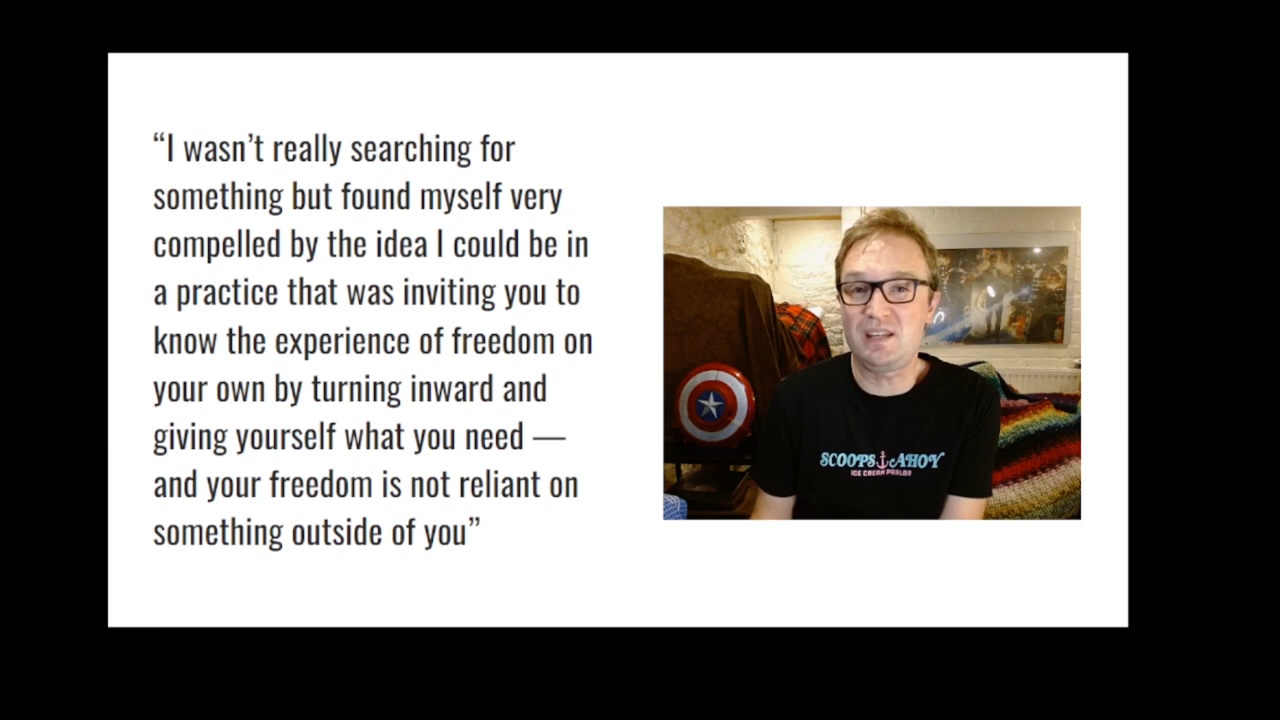 “I wasn’t really searching for
something but found myself very
compelled by the idea I could be in
a practice that was inviting you to
know the experience of freedom on
your own by turning inward and
giving yourself what you need —
and your freedom is not reliant on
something outside of you”
SCOOPS AHOY
ICE CREAM PARLOR